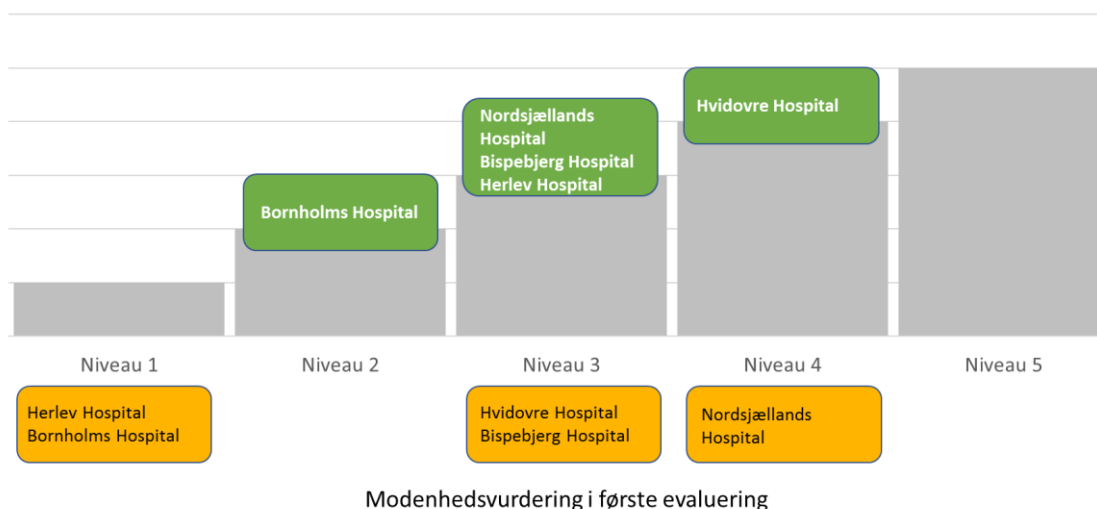 Hvidovre Hospital
Nordsjællands
Hospital
Bispebjerg Hospital
Herlev Hospital
Bornholms Hospital
Niveau 1
Niveau 2
Niveau 3
Niveau 4
Niveau 5
Herlev Hospital
Bornholms Hospital
Hvidovre Hospital
Bispebjerg Hospital
Nordsjællands
Hospital
Modenhedsvurdering i første evaluering